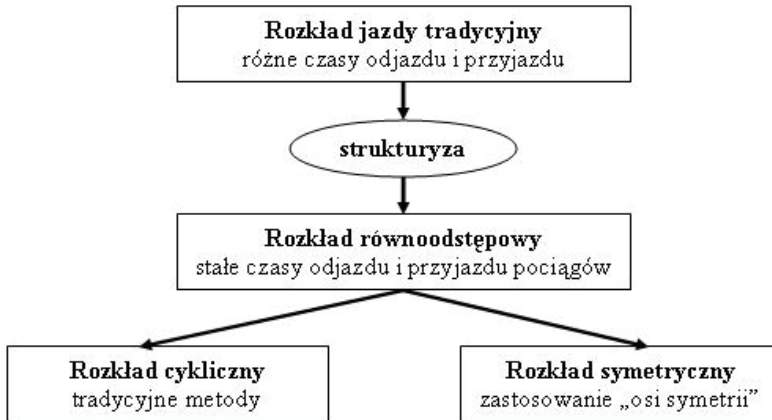 Rozkład jazdy tradycyjny
różne czasy odjazdu i przyjazdu
strukturyza
Rozkład równoodstępowy
stałe czasy odjazdu i przyjazdu pociągów
Rozkład cykliczny
tradycyjne metody
Rozkład symetryczny
zastosowanie „osi symetrii”